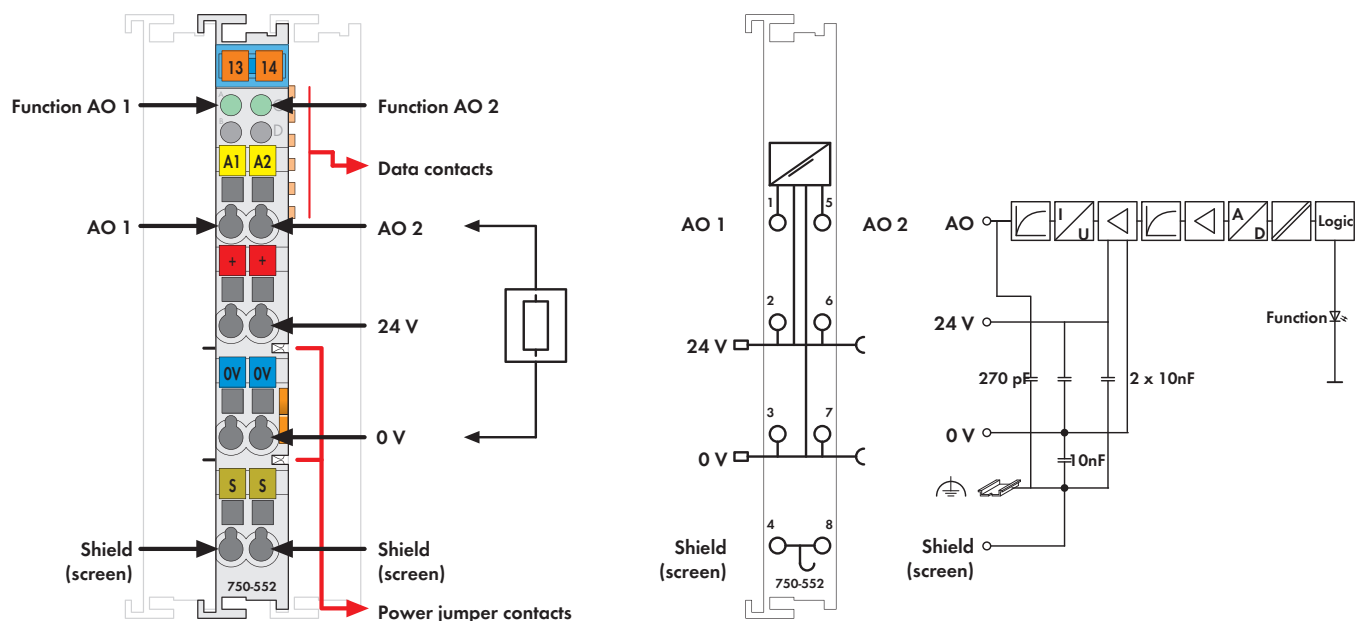 13 14
A
Function AO 1
Function AO 2
B
D
A1 A2
Data contacts
AO 1
AO 2
+ +
24 V
0V 0V
0 V
S S
Shield
(screen)
Shield
(screen)
750-552
Power jumper contacts
1 5
AO 1
AO 2
2 6
24 V
3 7
0 V
4 8
Shield
(screen)
750-552
AO
I
U
A
D
Logic
24 V
Function
270 pF
2 x 10nF
0 V
10nF
Shield
(screen)